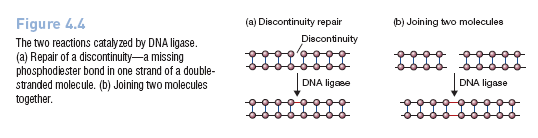 Figure 4.4
The two reactions catalyzed by DNA ligase.
(a) Repair of a discontinuity—a missing
phosphodiester bond in one strand of a double-
stranded molecule. (b) Joining two molecules
together.
(a) Discontinuity repair
Discontinuity
DNA ligase
(b) Joining two molecules
DNA ligase